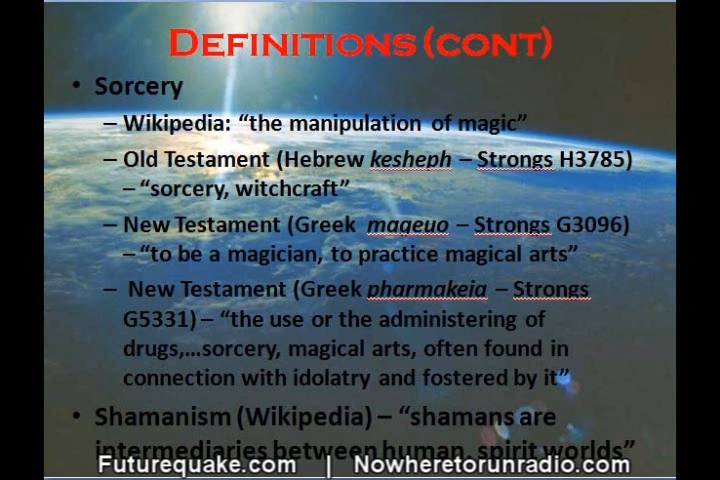 DEFINITIONS (CONT)
• Sorcery
– Wikipedia: “the manipulation of magic”
– Old Testament (Hebrew kesheph – Strongs H3785)
– “sorcery, witchcraft”
– New Testament (Greek mageuo – Strongs G3096)
– “to be a magician, to practice magical arts”
– New Testament (Greek pharmakeia – Strongs
G5331) – “the use or the administering of
drugs,…sorcery, magical arts, often found in
connection with idolatry and fostered by it”
• Shamanism (Wikipedia) – “shamans are
intermediaries between human, spirit worlds”
Futurequake.com | Nowheretorunradio.com